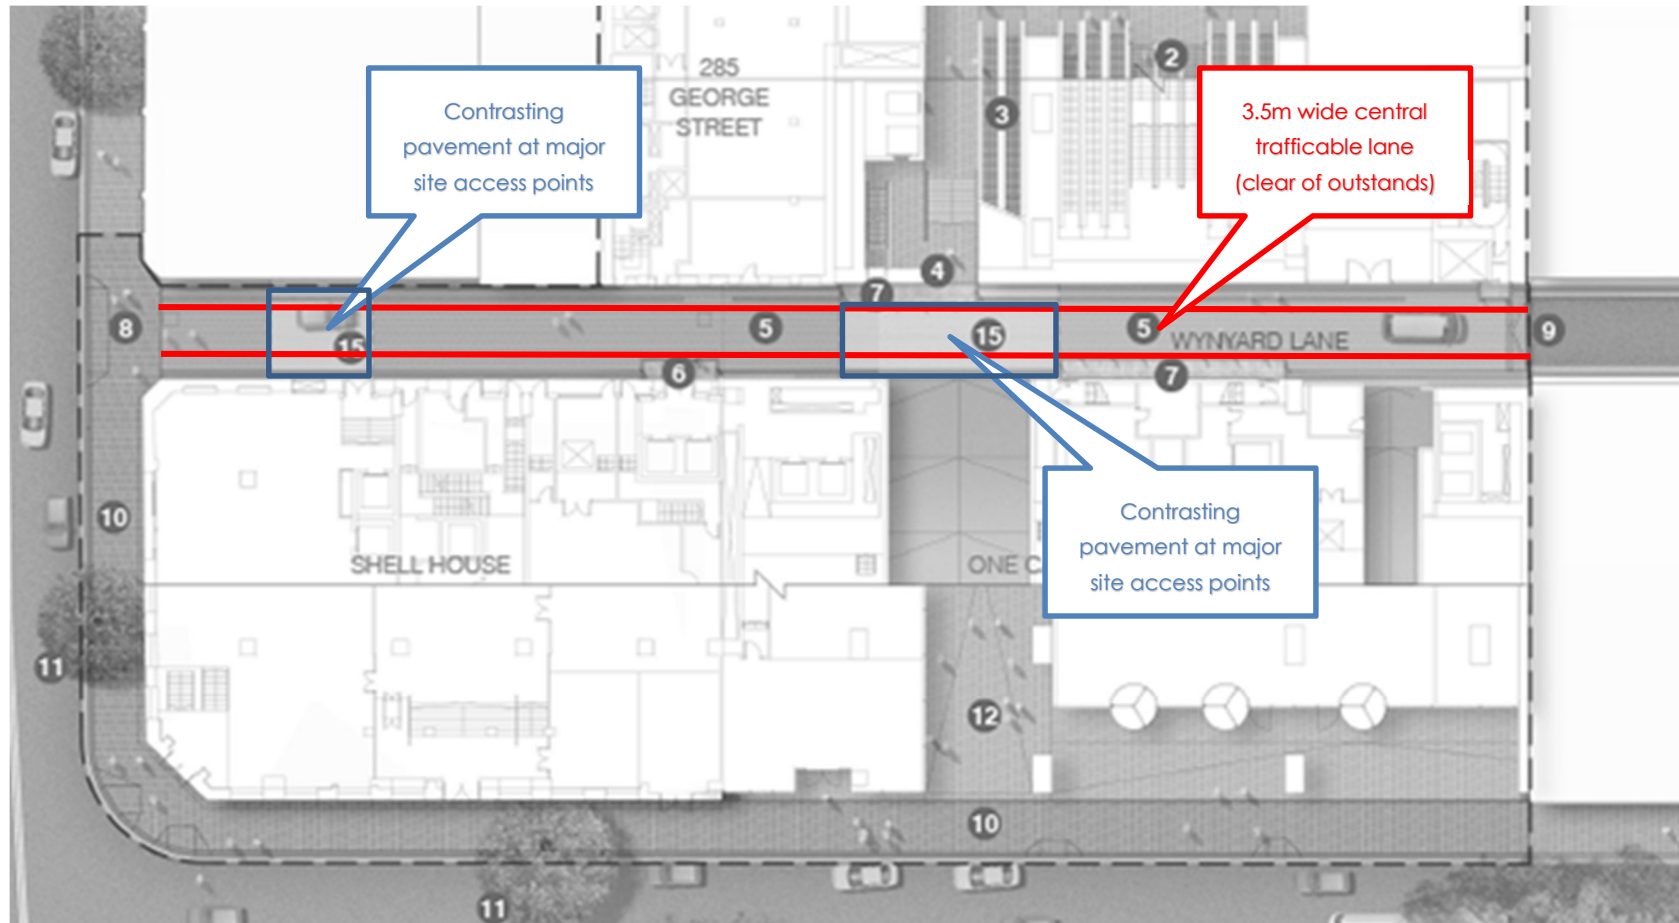 285
GEORGE
STREET
2
3
Contrasting
pavement at major
site access points
3.5m wide central
trafficable lane
(clear of outstands)
4
7
8
15
5
15
5
WYNYARD LANE
9
6
7
10
SHELL HOUSE
ONE C
Contrasting
pavement at major
site access points
11
12
10
11